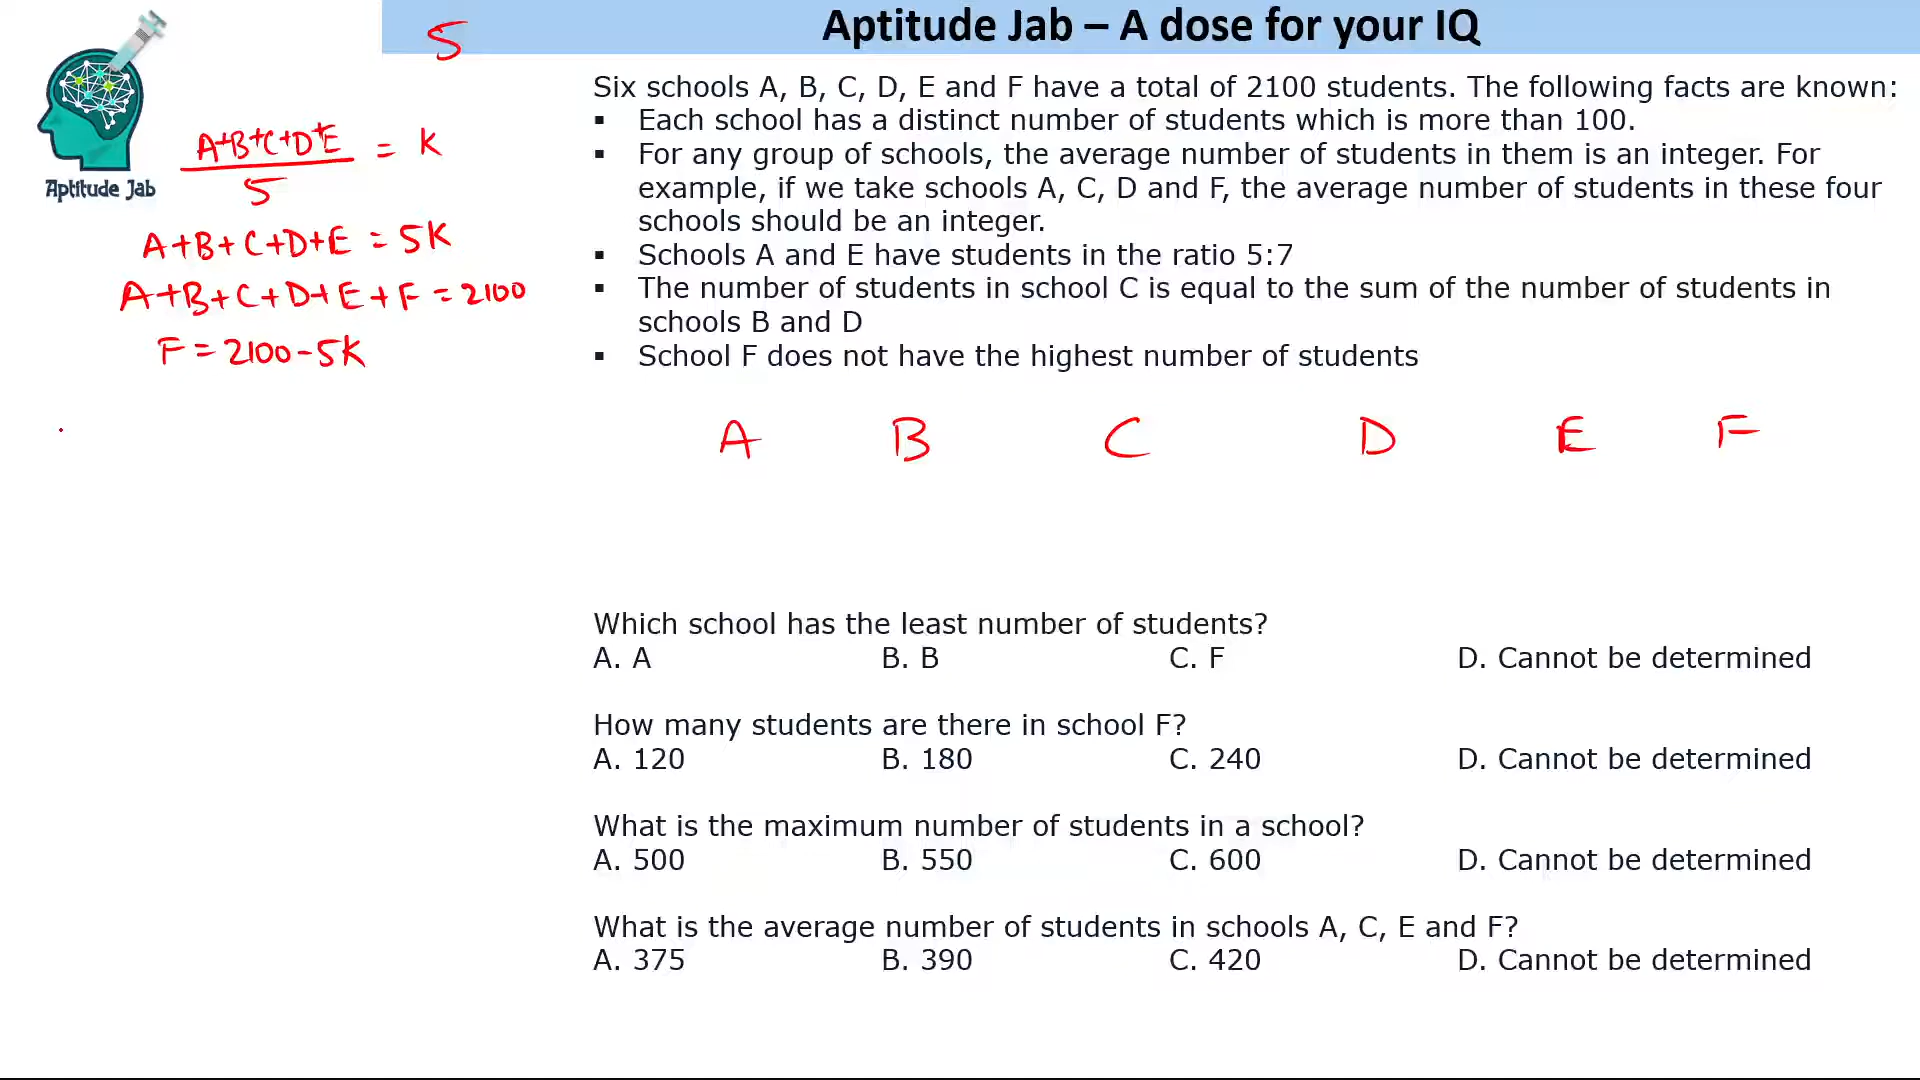 Aptitude Jab – A dose for your IQ
5
Aptitude Jab
A+B+C+D+E
= K
5
A+B+C+D+E = 5K
A+B+C+D+E+F = 2100
F = 2100-5K
Six schools A, B, C, D, E and F have a total of 2100 students. The following facts are known:
▪ Each school has a distinct number of students which is more than 100.
▪ For any group of schools, the average number of students in them is an integer. For
example, if we take schools A, C, D and F, the average number of students in these four
schools should be an integer.
▪ Schools A and E have students in the ratio 5:7
▪ The number of students in school C is equal to the sum of the number of students in
schools B and D
▪ School F does not have the highest number of students
A B C D E F
Which school has the least number of students?
A. A B. B C. F D. Cannot be determined
How many students are there in school F?
A. 120 B. 180 C. 240 D. Cannot be determined
What is the maximum number of students in a school?
A. 500 B. 550 C. 600 D. Cannot be determined
What is the average number of students in schools A, C, E and F?
A. 375 B. 390 C. 420 D. Cannot be determined